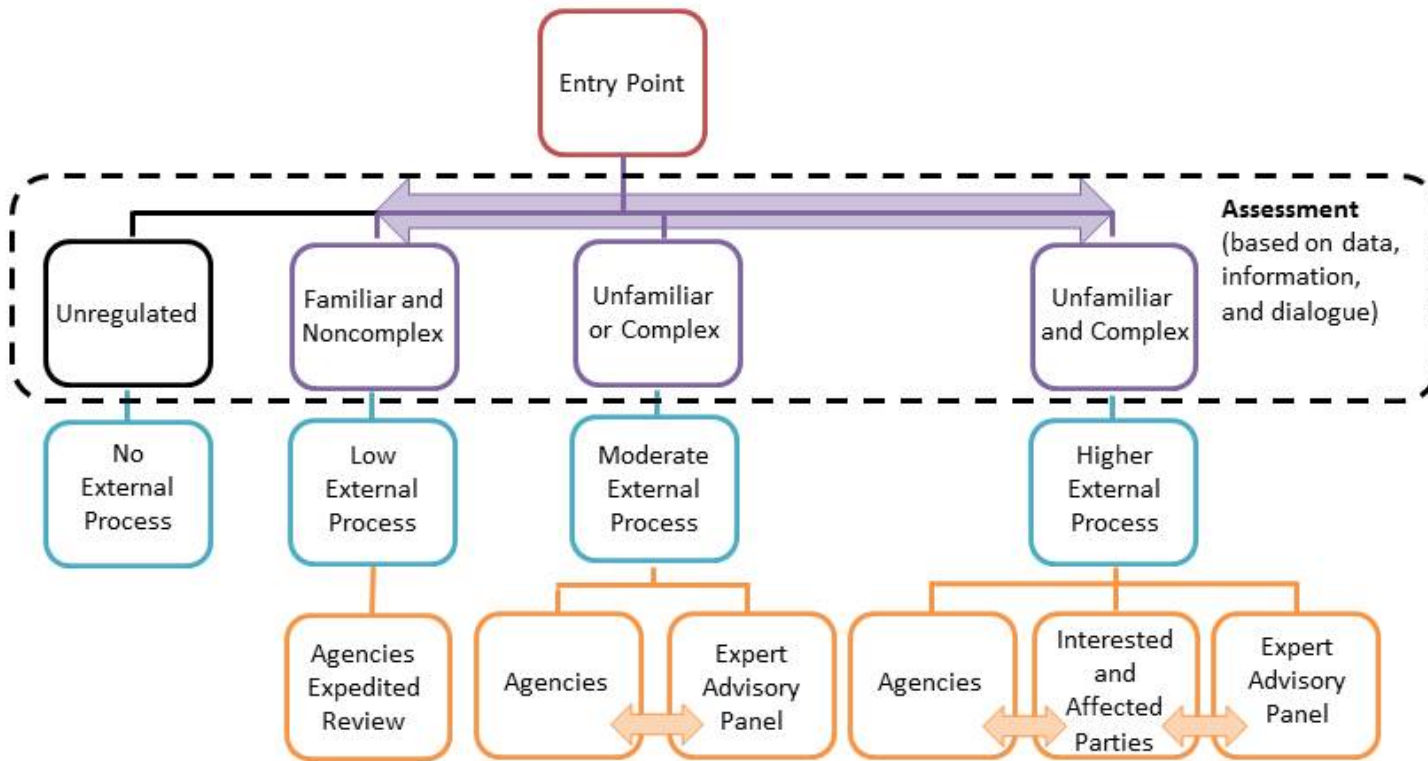 Entry Point
Assessment
(based on data,
information,
and dialogue)
Unregulated
Familiar and
Noncomplex
Unfamiliar
or Complex
Unfamiliar
and Complex
No
External
Process
Low
External
Process
Moderate
External
Process
Higher
External
Process
Agencies
Expedited
Review
Agencies
Expert
Advisory
Panel
Agencies
Interested
and
Affected
Parties
Expert
Advisory
Panel